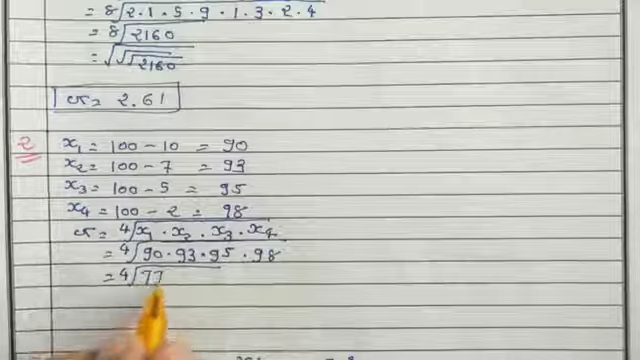 = 8√2·1·5·9·1·3·2·4
= 8√2160
= √√√2160
G = 2.61
2
x₁ = 100 - 10 = 90
x₂ = 100 - 7 = 93
x₃ = 100 - 5 = 95
x₄ = 100 - 2 = 98
G = 4√x₁·x₂·x₃·x₄
= 4√90·93·95·98
= 4√77